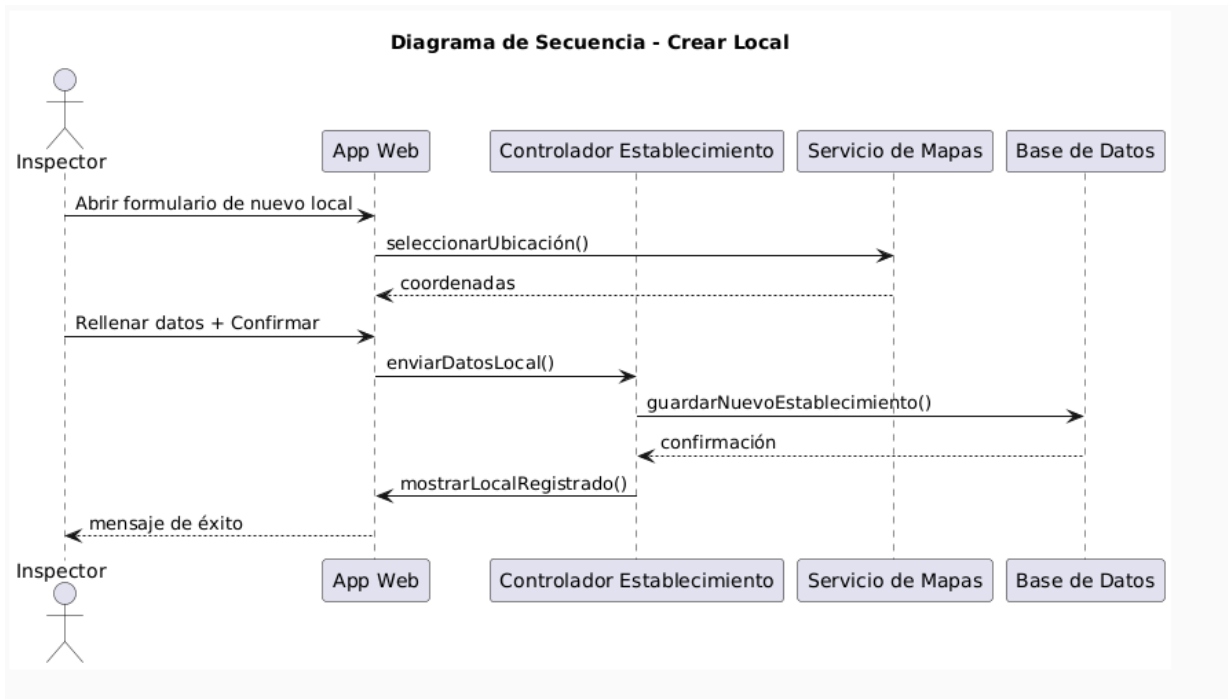 Diagrama de Secuencia - Crear Local
Inspector
App Web
Controlador Establecimiento
Servicio de Mapas
Base de Datos
Abrir formulario de nuevo local
seleccionarUbicación()
coordenadas
Rellenar datos + Confirmar
enviarDatosLocal()
guardarNuevoEstablecimiento()
confirmación
mostrarLocalRegistrado()
mensaje de éxito
Inspector
App Web
Controlador Establecimiento
Servicio de Mapas
Base de Datos